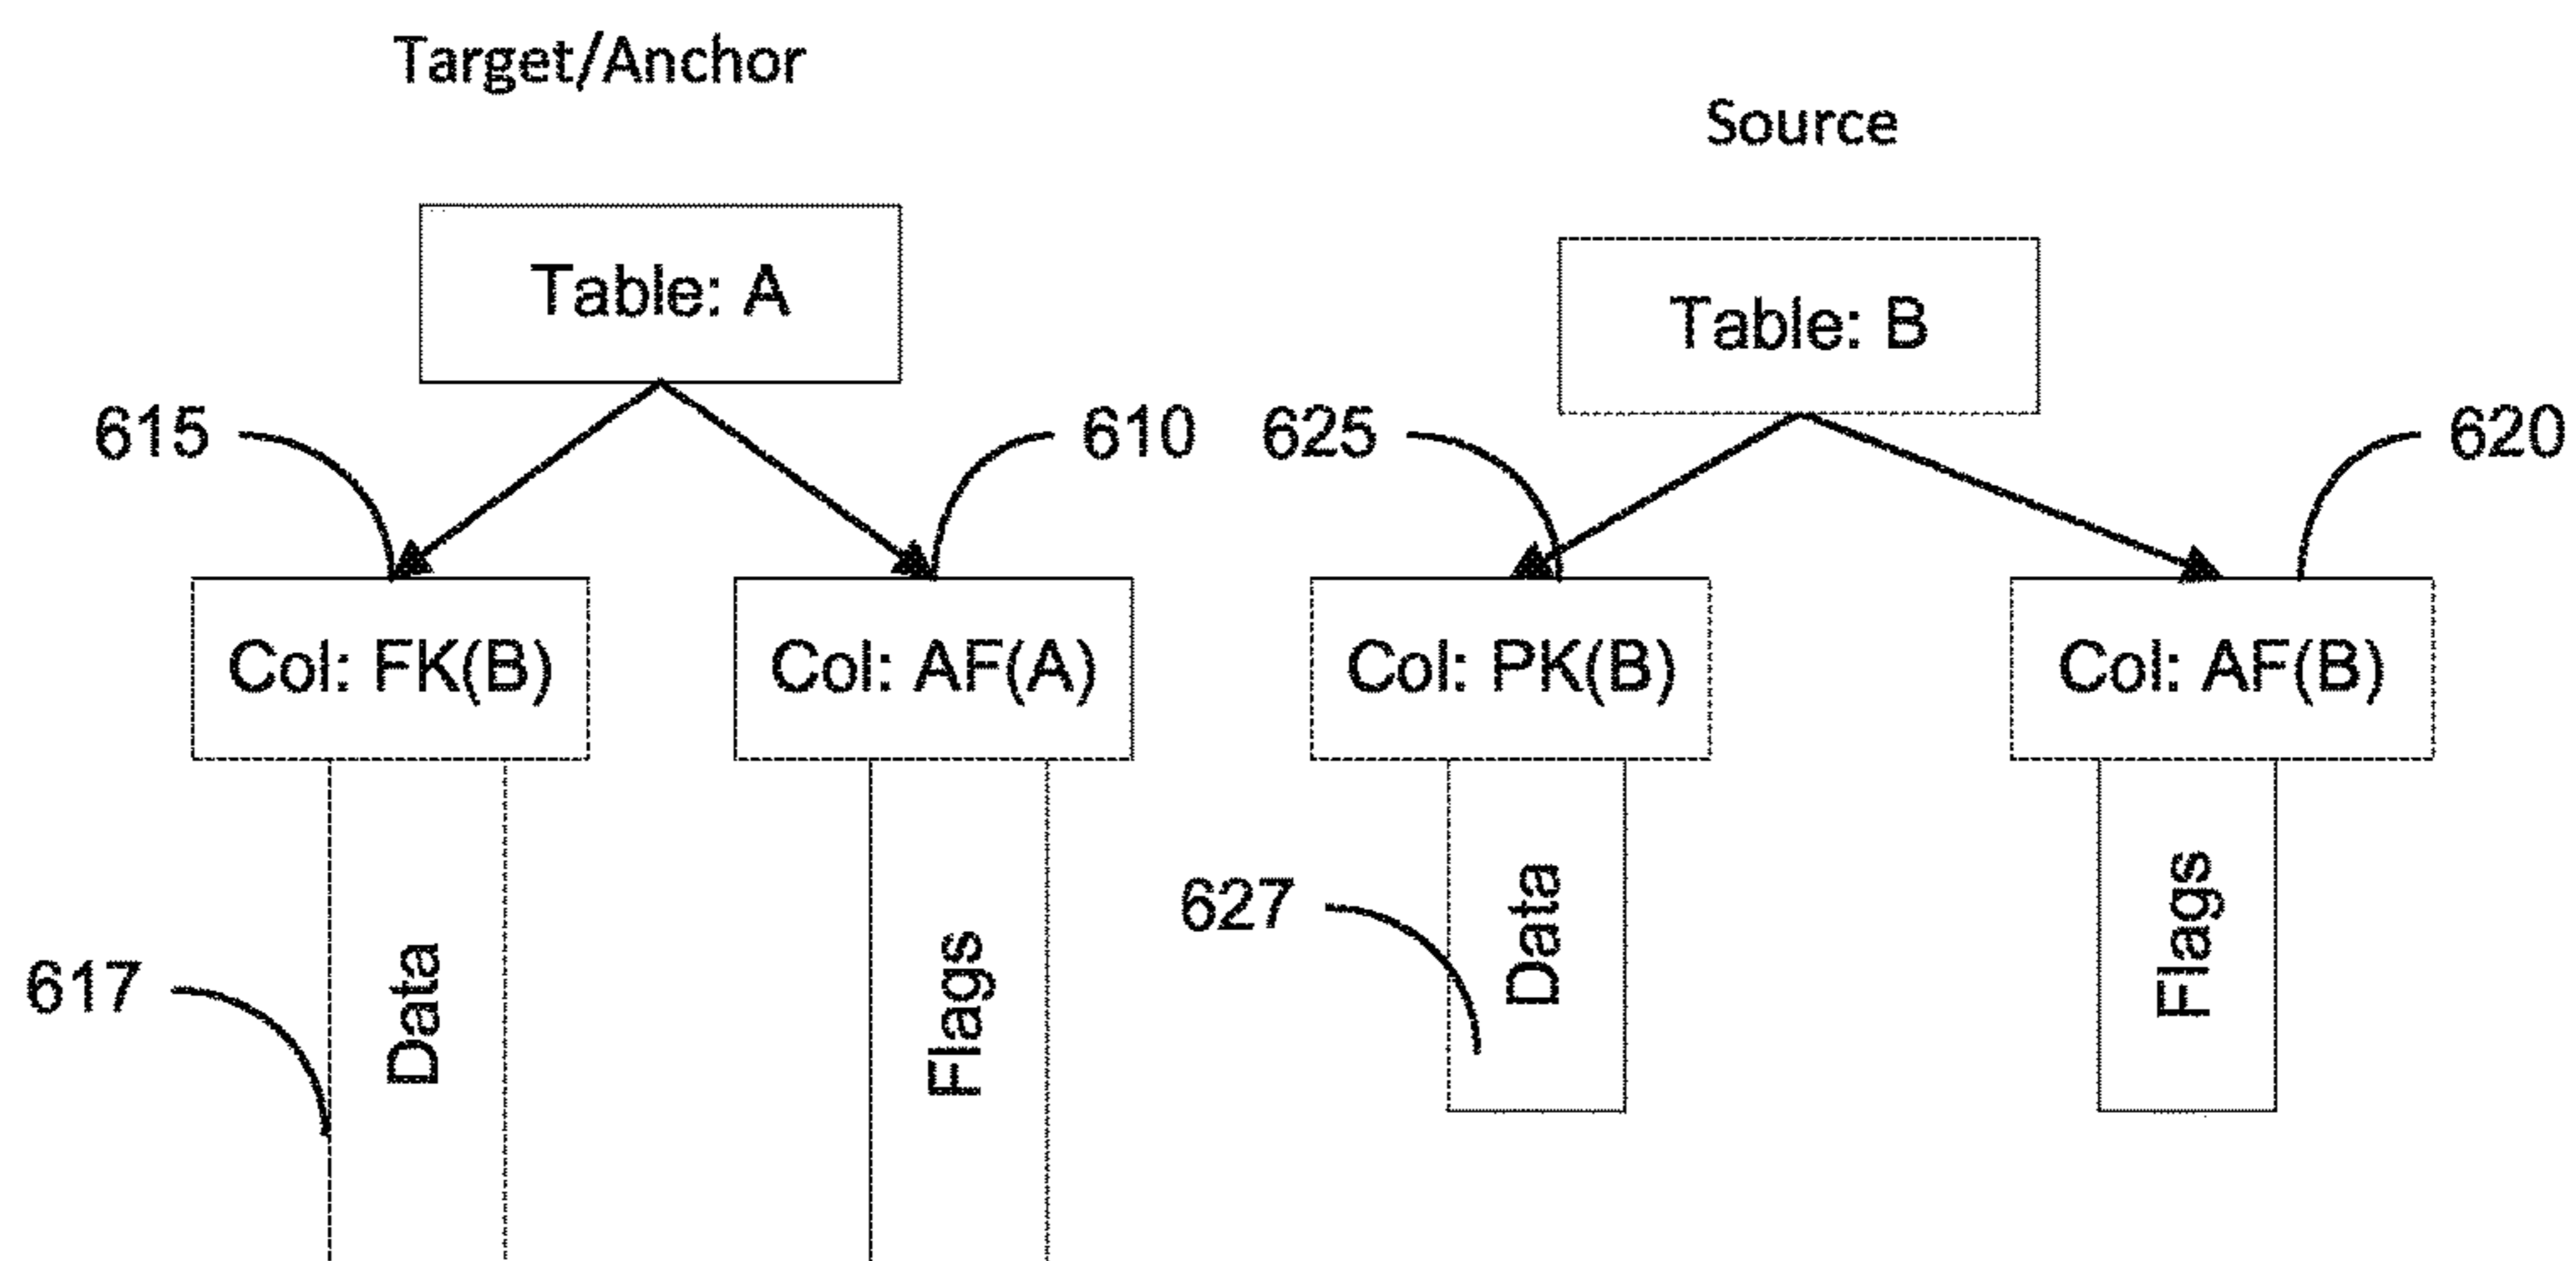 Target/Anchor
Source
Table: A
Table: B
615
610
625
620
Col: FK(B)
Col: AF(A)
Col: PK(B)
Col: AF(B)
617
Data
Flags
627
Data
Flags